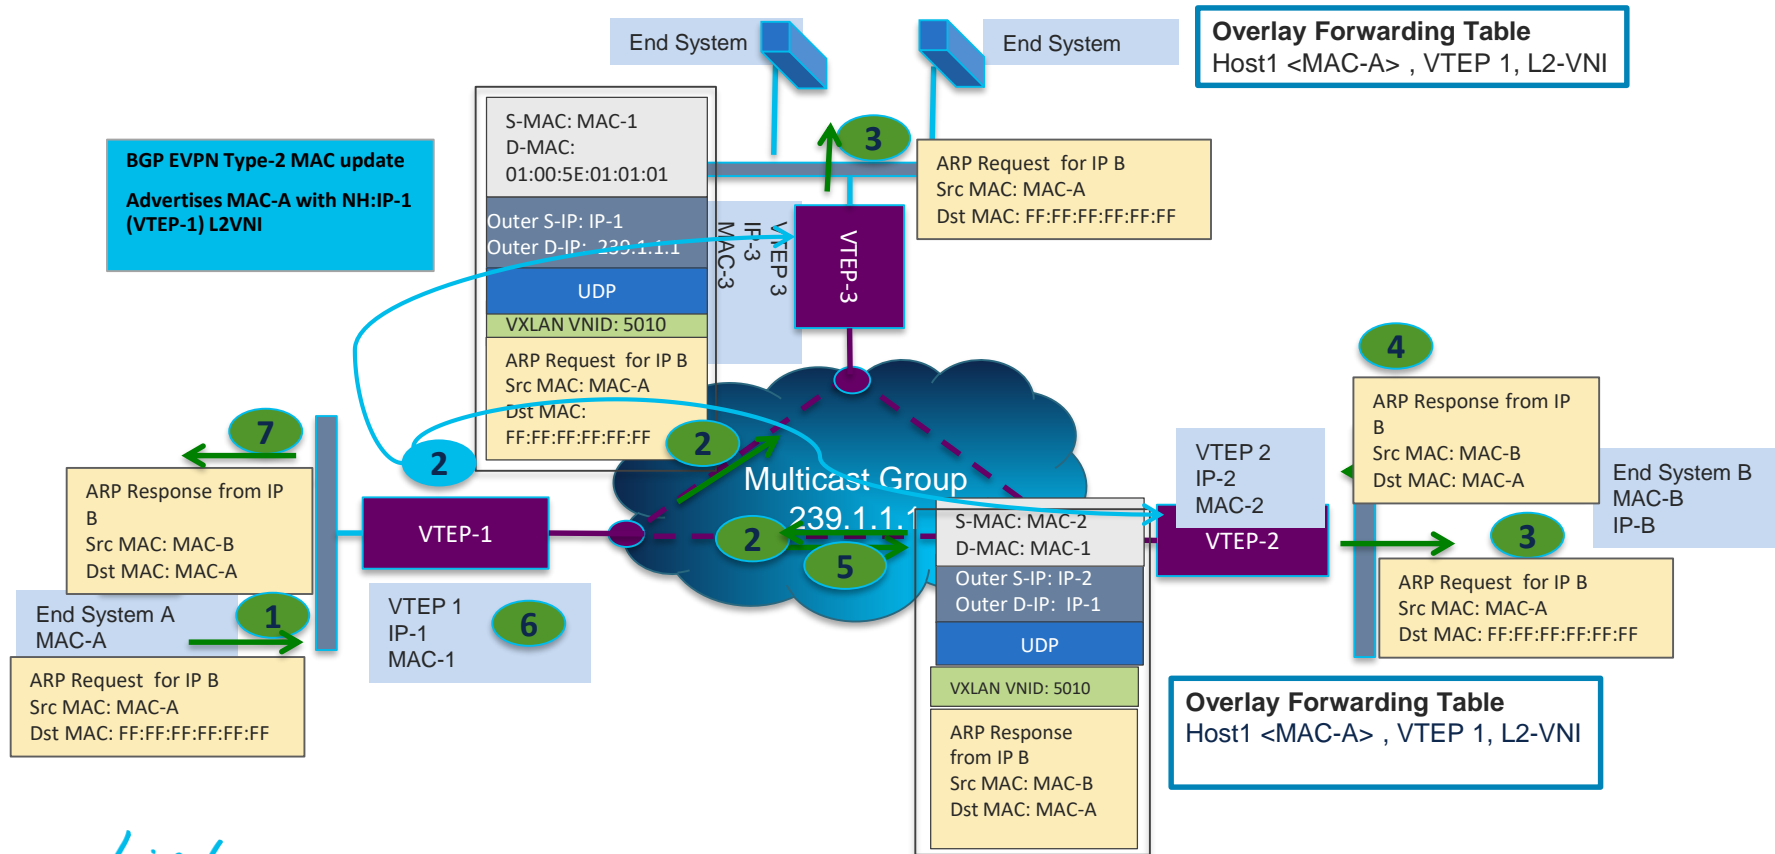 End System
End System
Overlay Forwarding Table
Host1 <MAC-A> , VTEP 1, L2-VNI
BGP EVPN Type-2 MAC update
Advertises MAC-A with NH:IP-1
(VTEP-1) L2VNI
S-MAC: MAC-1
D-MAC:
01:00:5E:01:01:01
Outer S-IP: IP-1
Outer D-IP: 239.1.1.1
UDP
VXLAN VNID: 5010
ARP Request for IP B
Src MAC: MAC-A
Dst MAC:
FF:FF:FF:FF:FF:FF
3
ARP Request for IP B
Src MAC: MAC-A
Dst MAC: FF:FF:FF:FF:FF:FF
VTEP 3
IP-3
MAC-3
VTEP-3
4
ARP Response from IP
B
Src MAC: MAC-B
Dst MAC: MAC-A
7
2
2
Multicast Group
239.1.1.1
2
5
ARP Response from IP
B
Src MAC: MAC-B
Dst MAC: MAC-A
VTEP-1
VTEP 2
IP-2
MAC-2
VTEP-2
End System B
MAC-B
IP-B
3
ARP Request for IP B
Src MAC: MAC-A
Dst MAC: FF:FF:FF:FF:FF:FF
End System A
MAC-A
1
VTEP 1
IP-1
MAC-1
6
ARP Request for IP B
Src MAC: MAC-A
Dst MAC: FF:FF:FF:FF:FF:FF
S-MAC: MAC-2
D-MAC: MAC-1
Outer S-IP: IP-2
Outer D-IP: IP-1
UDP
VXLAN VNID: 5010
ARP Response
from IP B
Src MAC: MAC-B
Dst MAC: MAC-A
Overlay Forwarding Table
Host1 <MAC-A> , VTEP 1, L2-VNI